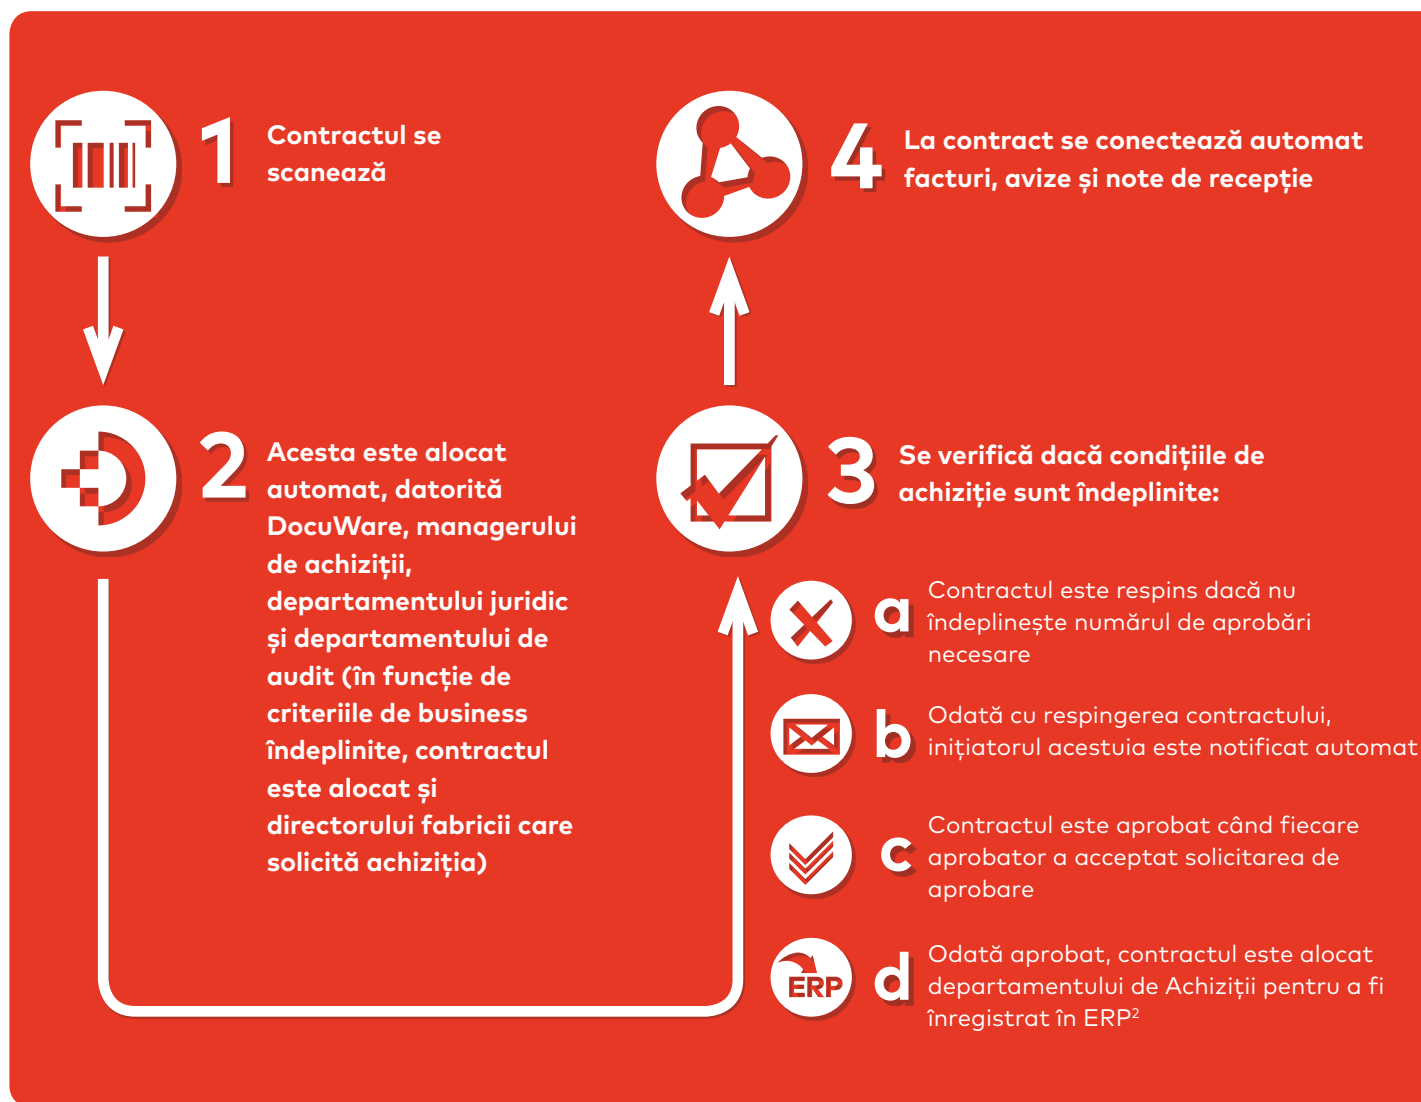 1
Contractul se
scanează
2
Acesta este alocat
automat, datorită
DocuWare, managerului
de achiziții,
departamentului juridic
și departamentului de
audit (în funcție de
criteriile de business
îndeplinite, contractul
este alocat și
directorului fabricii care
solicită achiziția)
3
Se verifică dacă condițiile de
achiziție sunt îndeplinite:
a
Contractul este respins dacă nu
îndeplinește numărul de aprobări
necesare
b
Odată cu respingerea contractului,
inițiatorul acestuia este notificat automat
c
Contractul este aprobat când fiecare
aprobator a acceptat solicitarea de
aprobare
ERP
d
Odată aprobat, contractul este alocat
departamentului de Achiziții pentru a fi
înregistrat în ERP²
4
La contract se conectează automat
facturi, avize și note de recepție